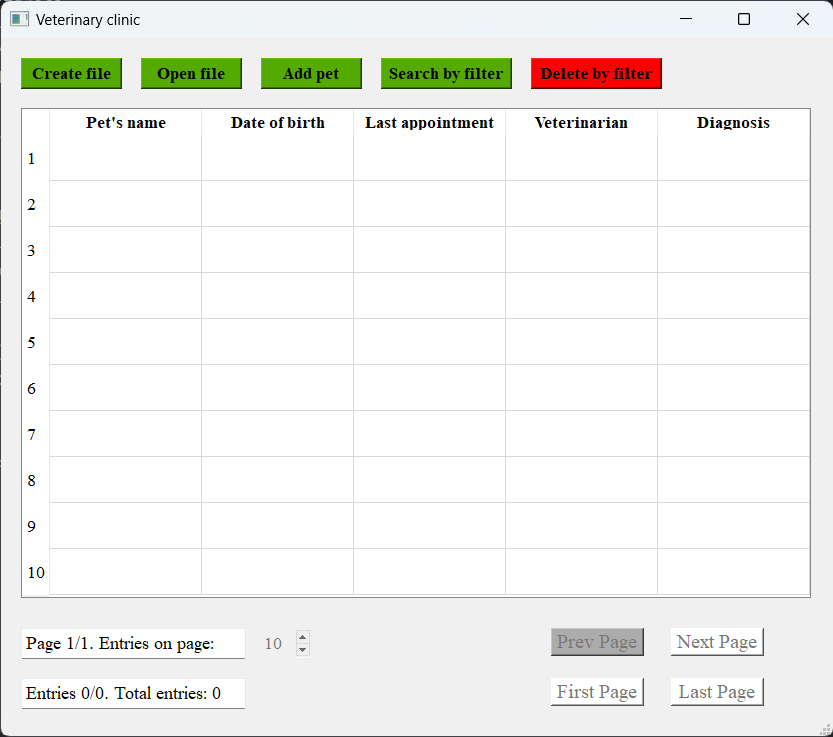 Veterinary clinic
Create file Open file Add pet Search by filter Delete by filter
Pet's name Date of birth Last appointment Veterinarian Diagnosis
1
2
3
4
5
6
7
8
9
10
Page 1/1. Entries on page: 10 Prev Page Next Page
Entries 0/0. Total entries: 0 First Page Last Page